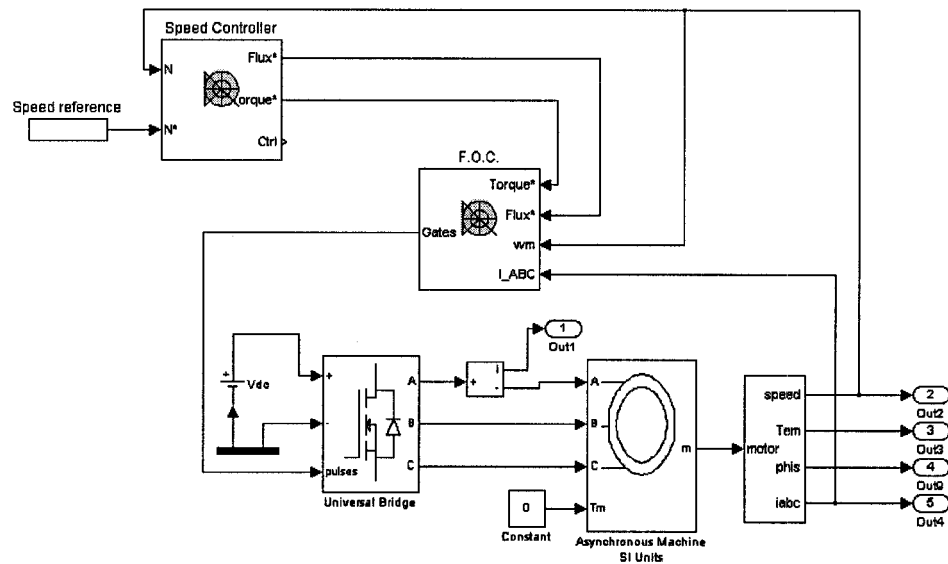 Speed Controller
Flux*
N
Speed reference
orque*
N*
Ctrl
F.O.C.
Torque*
Flux*
Gates
wm
I_ABC
1
Out1
+
Vdc
+
A
+
i
-
A
speed
2
Out2
-
B
B
Tem
3
Out3
m
motor
C
C
phis
4
Out9
pulses
Universal Bridge
0
Constant
Tm
iabc
5
Out4
Asynchronous Machine
SI Units